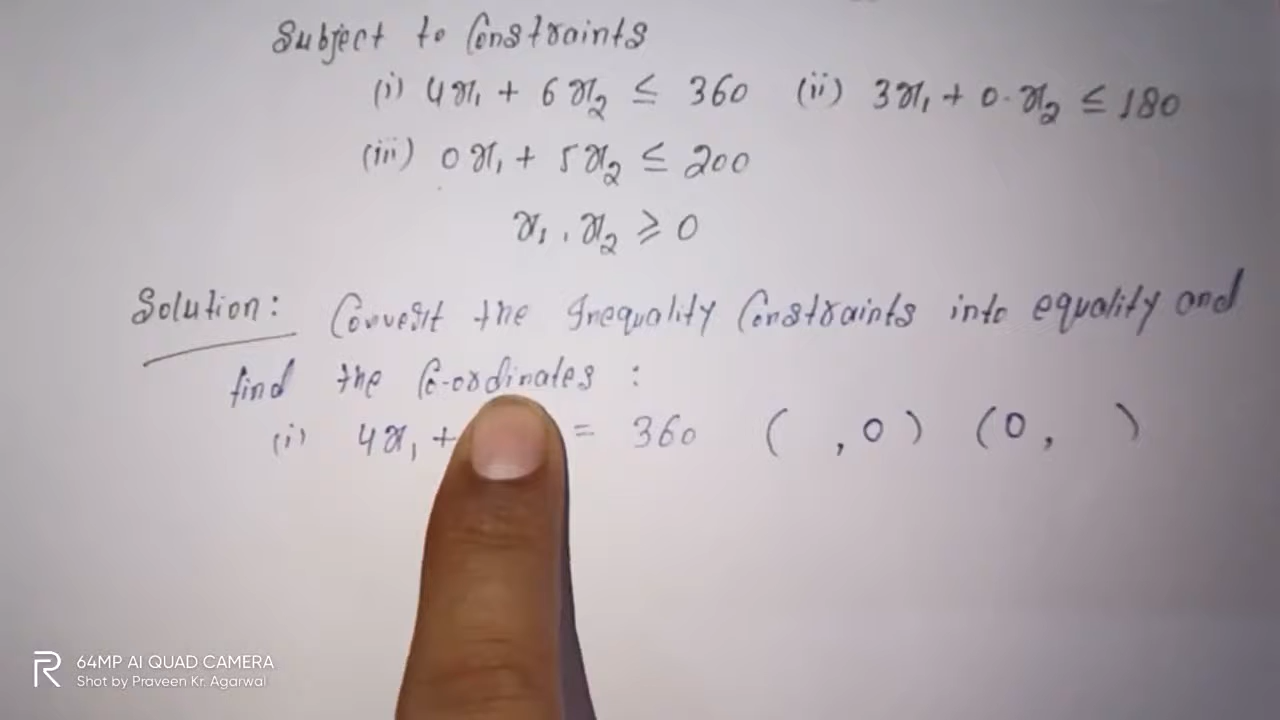 Subject to Constraints
(i) 4x₁ + 6x₂ ≤ 360 (ii) 3x₁ + 0·x₂ ≤ 180
(iii) 0x₁ + 5x₂ ≤ 200
x₁, x₂ ≥ 0
Solution: Convert the Inequality Constraints into equality and
find the Co-ordinates :
(i) 4x₁ + = 360 ( ,0) (0, )
64MP AI QUAD CAMERA
Shot by Praveen Kr. Agarwal